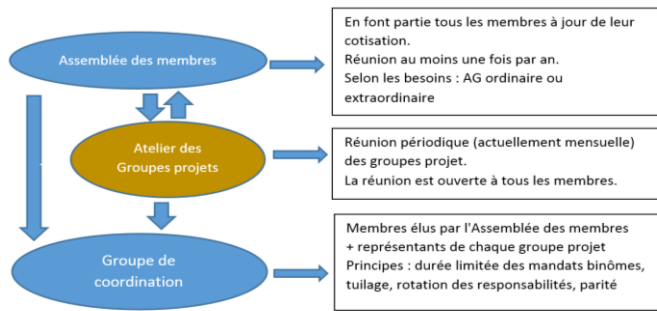 Assemblée des membres
En font partie tous les membres à jour de leur
cotisation.
Réunion au moins une fois par an.
Selon les besoins : AG ordinaire ou
extraordinaire
Atelier des
Groupes projets
Réunion périodique (actuellement mensuelle)
des groupes projet.
La réunion est ouverte à tous les membres.
Groupe de
coordination
Membres élus par l'Assemblée des membres
+ représentants de chaque groupe projet
Principes : durée limitée des mandats binômes,
tuilage, rotation des responsabilités, parité